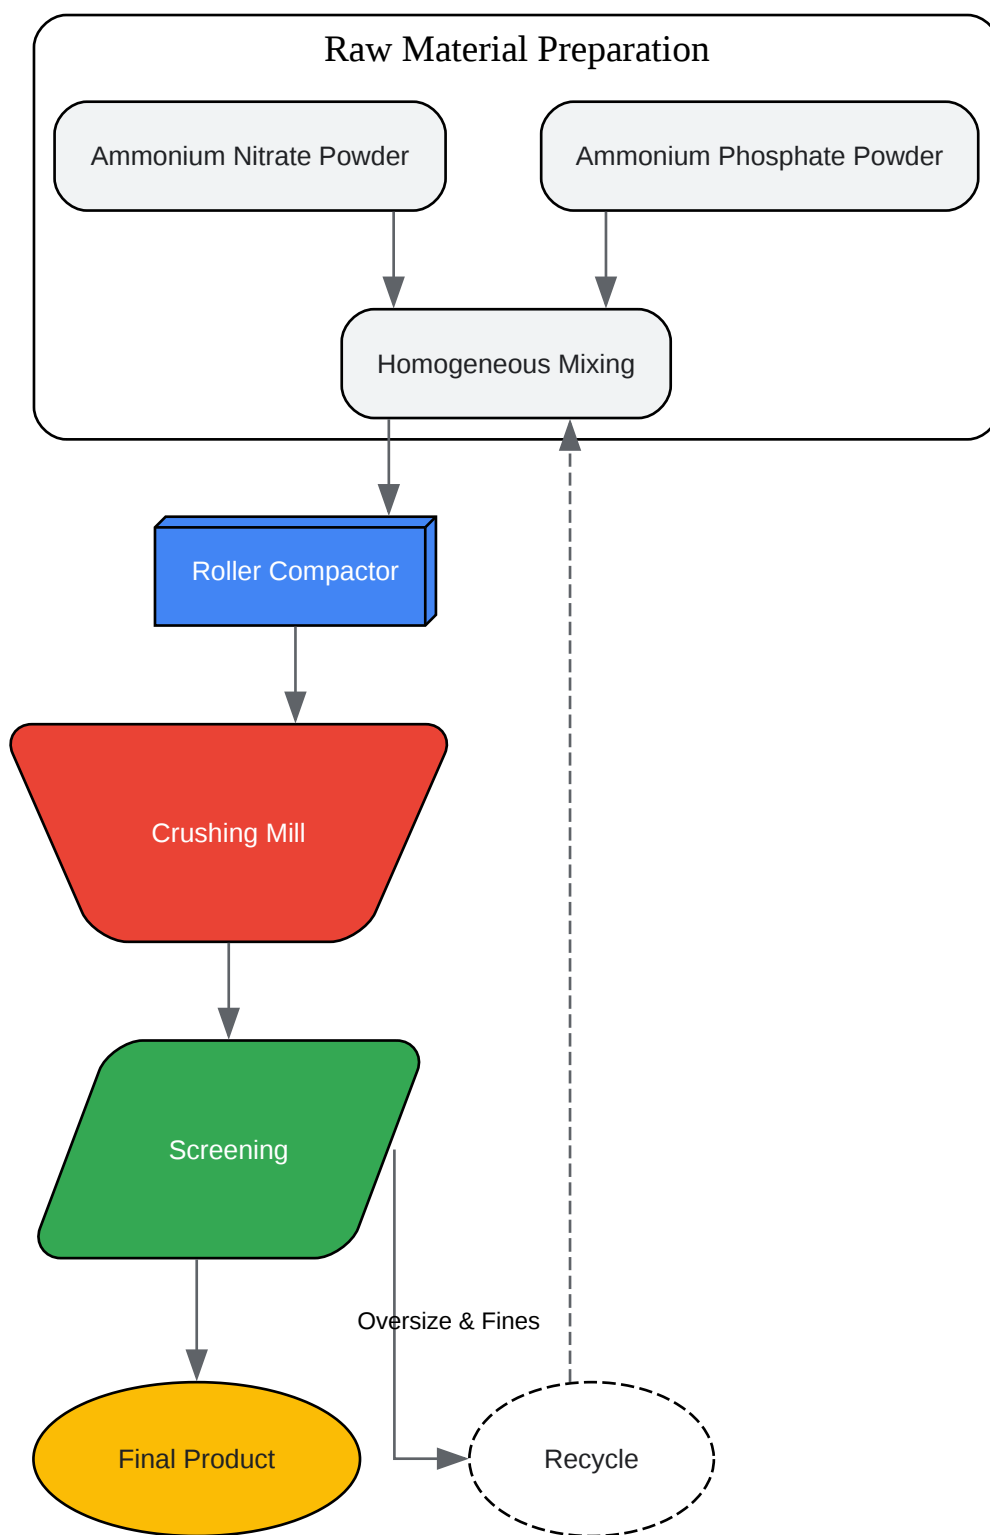 Raw Material Preparation
Ammonium Nitrate Powder
Ammonium Phosphate Powder
Homogeneous Mixing
Roller Compactor
Crushing Mill
Screening
Oversize & Fines
Final Product
Recycle